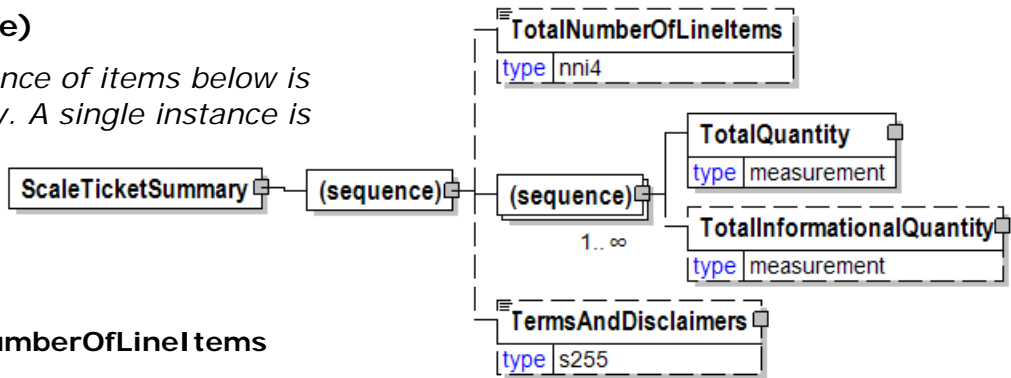 e)
nce of items below is
y. A single instance is
umberOfLineItems
ScaleTicketSummary
(sequence)
TotalNumberOfLineItems
type nni4
(sequence)
1.. ∞
TotalQuantity
type measurement
TotalInformationalQuantity
type measurement
TermsAndDisclaimers
type s255